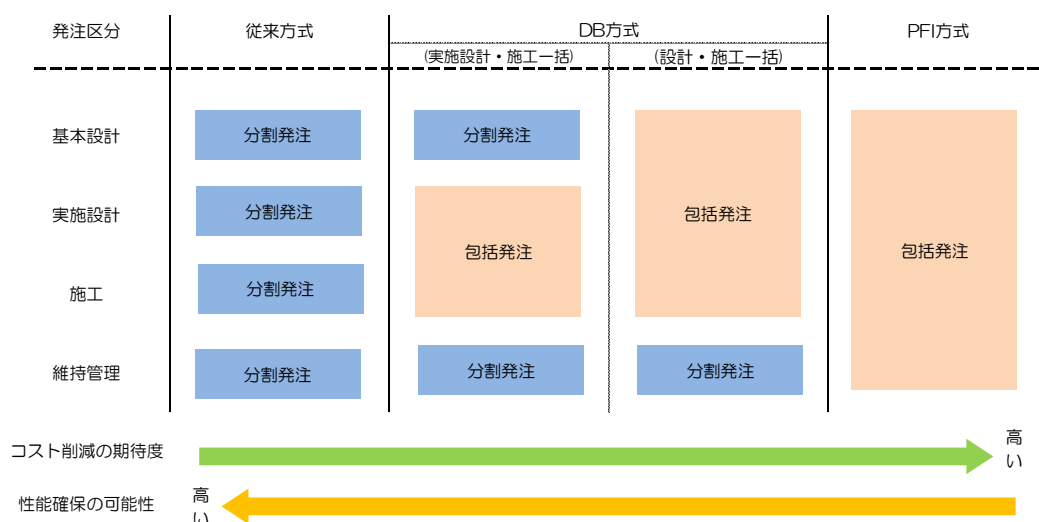 発注区分 従来方式 DB方式 PFI方式
(実施設計・施工一括) (設計・施工一括)
基本設計 分割発注 分割発注
実施設計 分割発注 包括発注
包括発注 包括発注
施工 分割発注
維持管理 分割発注 分割発注 分割発注
コスト削減の期待度 高い
性能確保の可能性 高い